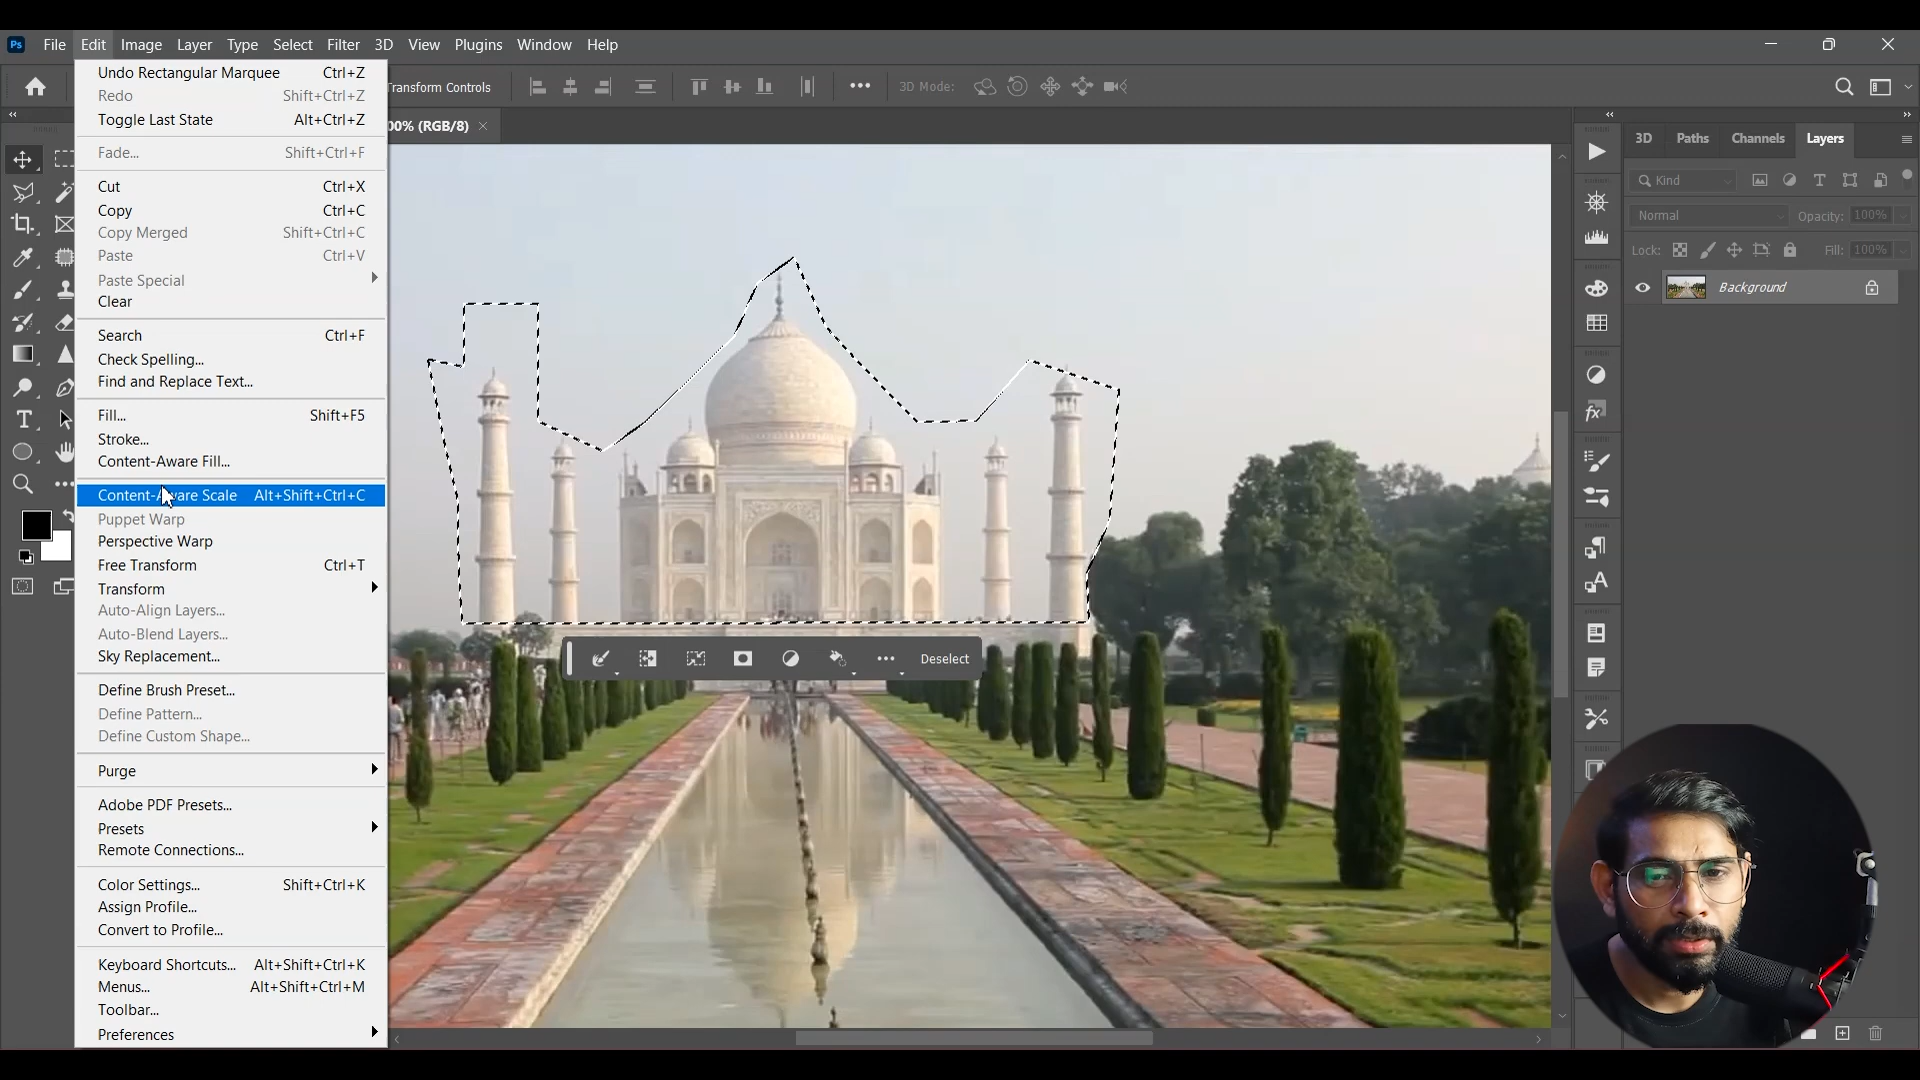 Ps File Edit Image Layer Type Select Filter 3D View Plugins Window Help
Transform Controls 3D Mode:
00% (RGB/8)
Undo Rectangular Marquee Ctrl+Z
Redo Shift+Ctrl+Z
Toggle Last State Alt+Ctrl+Z
Fade... Shift+Ctrl+F
Cut Ctrl+X
Copy Ctrl+C
Copy Merged Shift+Ctrl+C
Paste Ctrl+V
Paste Special
Clear
Search Ctrl+F
Check Spelling...
Find and Replace Text...
Fill... Shift+F5
Stroke...
Content-Aware Fill...
Content-Aware Scale Alt+Shift+Ctrl+C
Puppet Warp
Perspective Warp
Free Transform Ctrl+T
Transform
Auto-Align Layers...
Auto-Blend Layers...
Sky Replacement...
Define Brush Preset...
Define Pattern...
Define Custom Shape...
Purge
Adobe PDF Presets...
Presets
Remote Connections...
Color Settings... Shift+Ctrl+K
Assign Profile...
Convert to Profile...
Keyboard Shortcuts... Alt+Shift+Ctrl+K
Menus... Alt+Shift+Ctrl+M
Toolbar...
Preferences
Deselect
3D Paths Channels Layers
Kind
Normal Opacity: 100%
Lock: Fill: 100%
Background